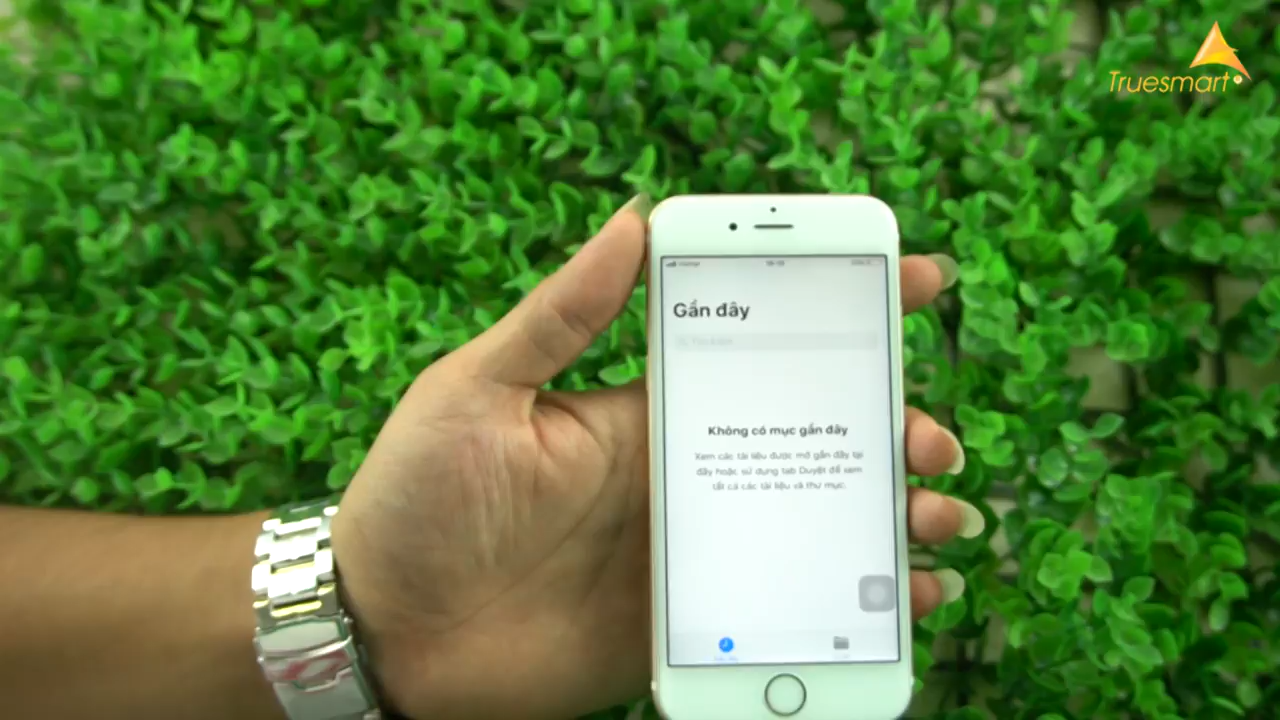 Truesmart
Gần đây
Không có mục gần đây
Xem các tài liệu được mở gần đây tại
đây hoặc sử dụng tab Duyệt để xem
tất cả các tài liệu và thư mục.